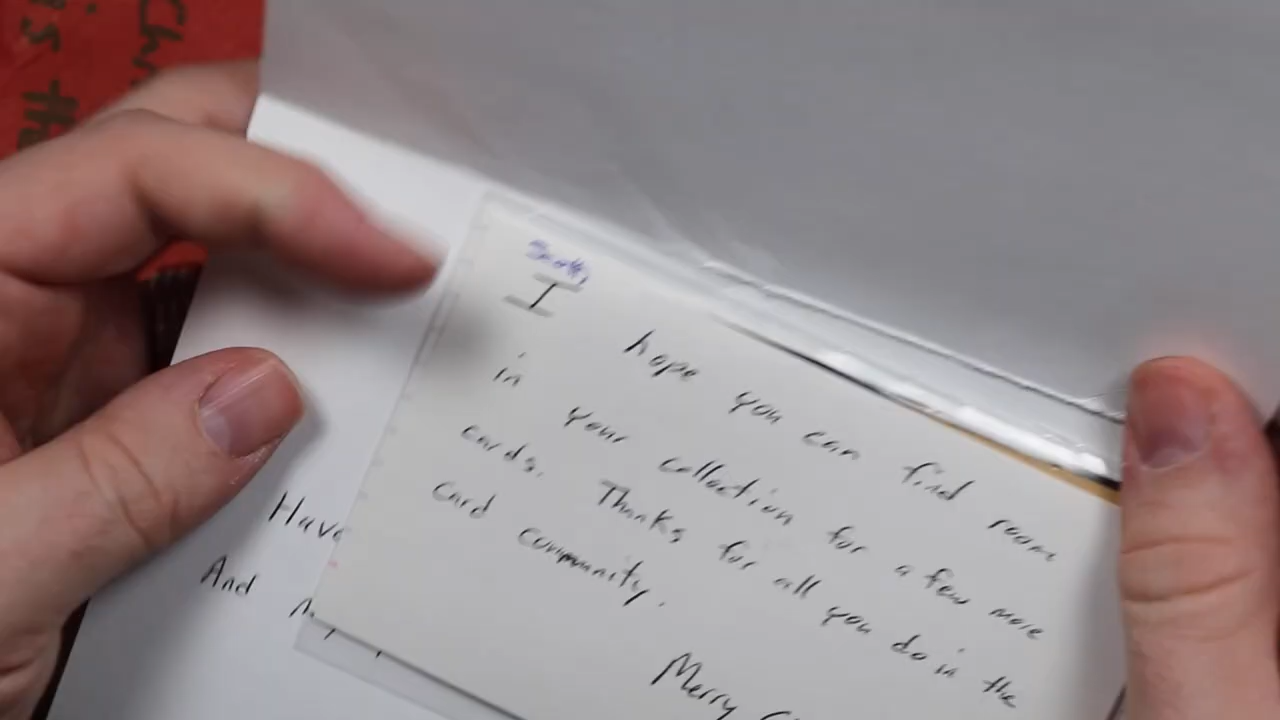 I hope you can find room
in your collection for a few more
cards. Thanks for all you do in the
card community.
Merry
Have
And